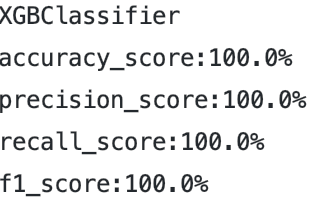 XGBClassifier
accuracy_score:100.0%
precision_score:100.0%
recall_score:100.0%
f1_score:100.0%